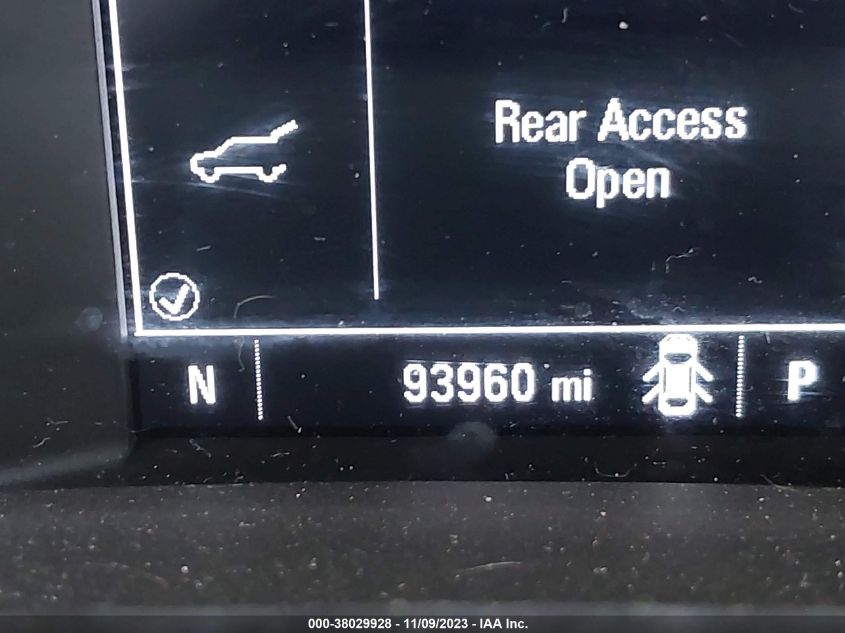 Rear Access
Open
N 93960 mi P
000-38029928 - 11/09/2023 - IAA Inc.